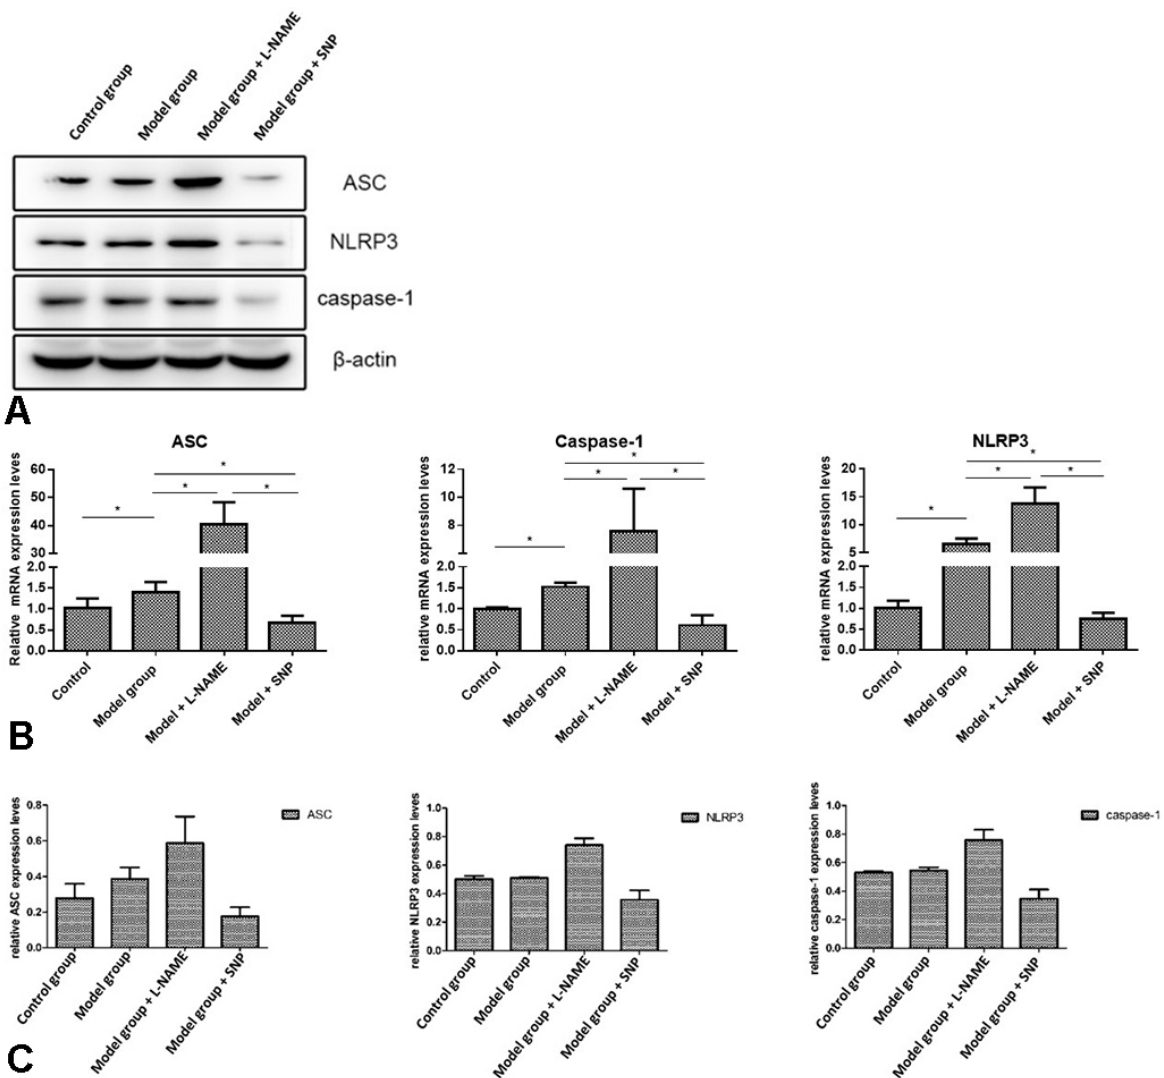 Control group
Model group
Model group + L-NAME
Model group + SNP
ASC
NLRP3
caspase-1
β-actin
A
ASC
Relative mRNA expression leves
60
50
40
30
2.0
1.5
1.0
0.5
0.0
*
*
*
*
Control
Model group
Model + L-NAME
Model + SNP
Caspase-1
relative mRNA expression leves
12
8
2.0
1.5
1.0
0.5
0.0
*
*
*
*
Control
Model group
Model + L-NAME
Model + SNP
NLRP3
relative mRNA expression leves
20
15
10
5
2.0
1.5
1.0
0.5
0.0
*
*
*
*
Control
Model group
Model + L-NAME
Model + SNP
B
relative ASC expression leves
0.8
0.6
0.4
0.2
0.0
ASC
Control group
Model group
Model group + L-NAME
Model group + SNP
relative NLRP3 expression leves
1.0
0.8
0.6
0.4
0.2
0.0
NLRP3
Control group
Model group
Model group + L-NAME
Model group + SNP
relative caspase-1 expression leves
1.0
0.8
0.6
0.4
0.2
0.0
caspase-1
Control group
Model group
Model group + L-NAME
Model group + SNP
C